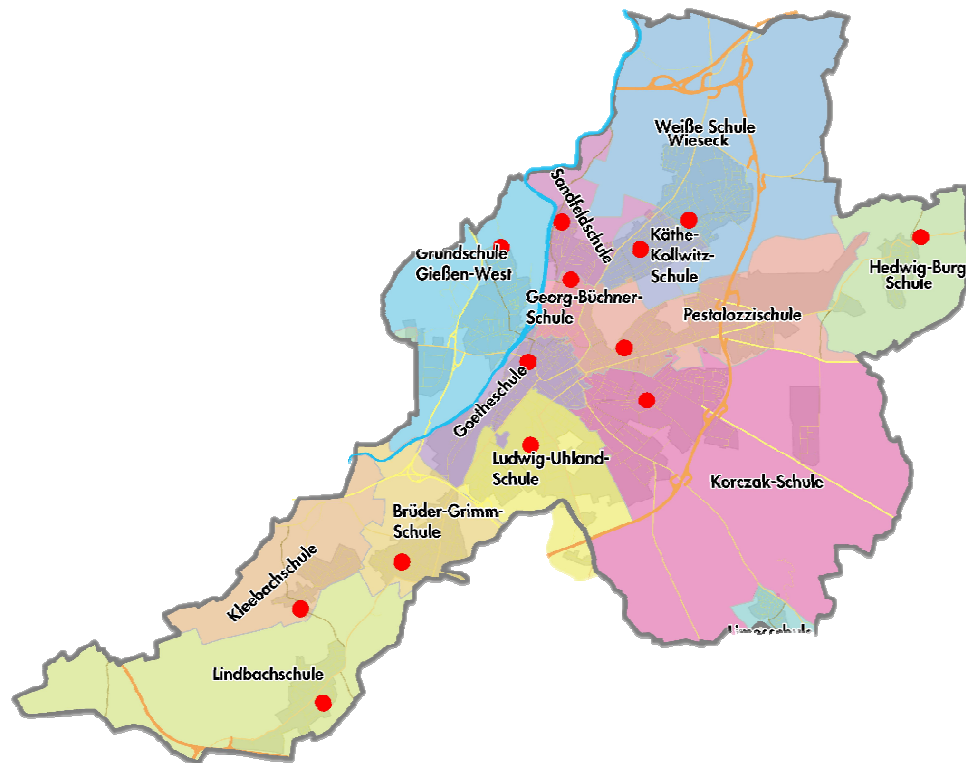 Weiße Schule
Wieseck
Sandfeldschule
Käthe-
Kollwitz-
Schule
Grundschule
Gießen-West
Hedwig-Burg
Schule
Georg-Büchner-
Schule
Pestalozzischule
Goetheschule
Ludwig-Uhland-
Schule
Korczak-Schule
Brüder-Grimm-
Schule
Kleebachschule
Limesschule
Lindbachschule